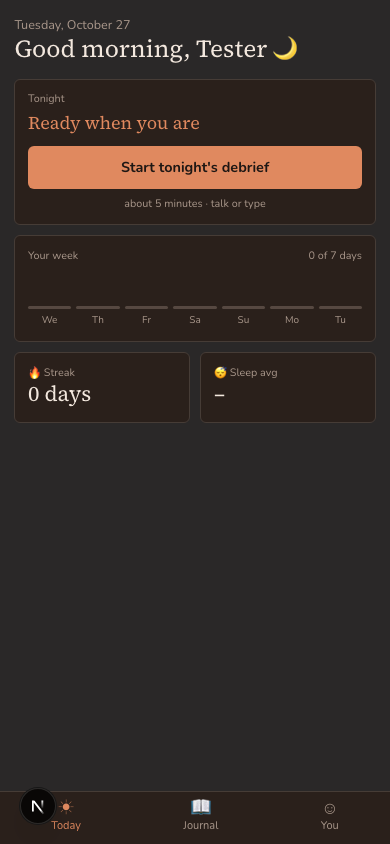 Tuesday, October 27
Good morning, Tester 🌙
Tonight
Ready when you are
Start tonight's debrief
about 5 minutes · talk or type
Your week
0 of 7 days
We Th Fr Sa Su Mo Tu
🔥 Streak
0 days
😴 Sleep avg
–
N
Today
Journal
You